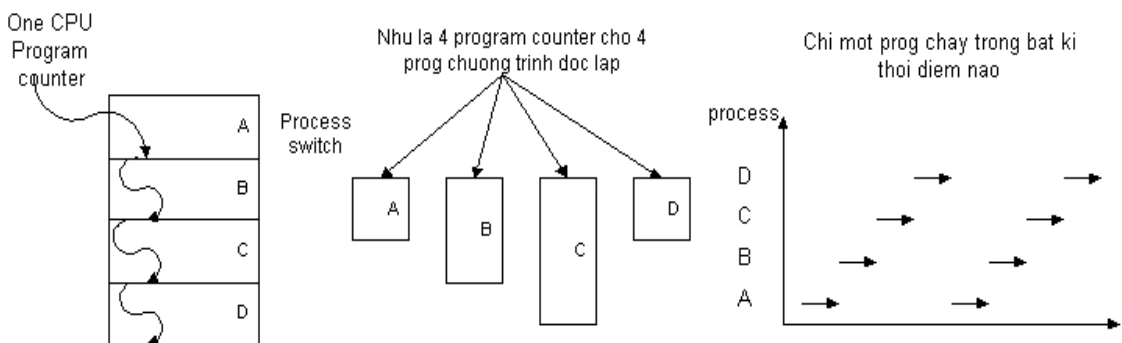 One CPU
Program
counter
A
B
C
D
Process
switch
Nhu la 4 program counter cho 4
prog chuong trinh doc lap
A
B
C
D
Chi mot prog chay trong bat ki
thoi diem nao
process
D
C
B
A